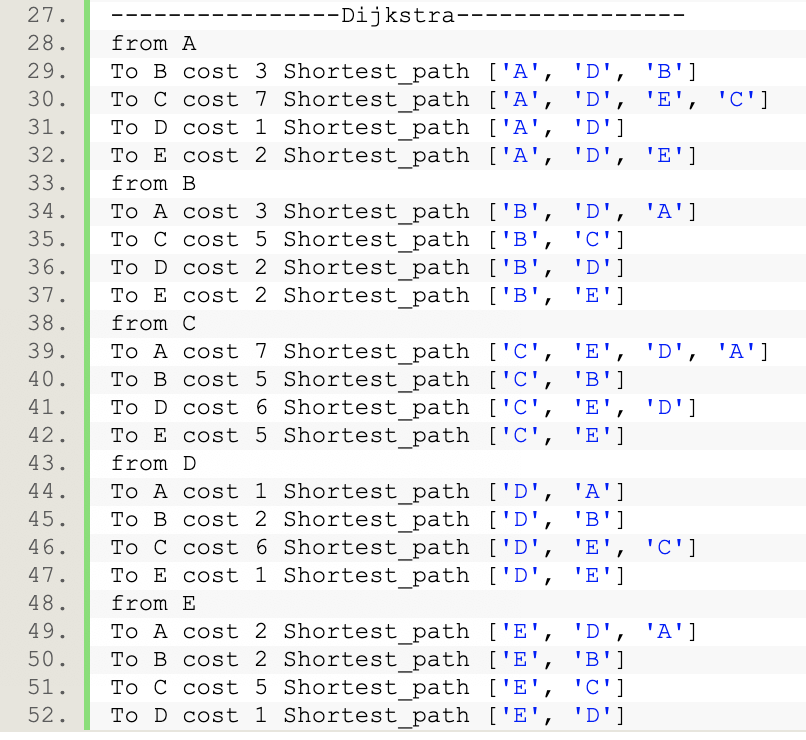 27. ----------------Dijkstra----------------
28. from A
29. To B cost 3 Shortest_path ['A', 'D', 'B']
30. To C cost 7 Shortest_path ['A', 'D', 'E', 'C']
31. To D cost 1 Shortest_path ['A', 'D']
32. To E cost 2 Shortest_path ['A', 'D', 'E']
33. from B
34. To A cost 3 Shortest_path ['B', 'D', 'A']
35. To C cost 5 Shortest_path ['B', 'C']
36. To D cost 2 Shortest_path ['B', 'D']
37. To E cost 2 Shortest_path ['B', 'E']
38. from C
39. To A cost 7 Shortest_path ['C', 'E', 'D', 'A']
40. To B cost 5 Shortest_path ['C', 'B']
41. To D cost 6 Shortest_path ['C', 'E', 'D']
42. To E cost 5 Shortest_path ['C', 'E']
43. from D
44. To A cost 1 Shortest_path ['D', 'A']
45. To B cost 2 Shortest_path ['D', 'B']
46. To C cost 6 Shortest_path ['D', 'E', 'C']
47. To E cost 1 Shortest_path ['D', 'E']
48. from E
49. To A cost 2 Shortest_path ['E', 'D', 'A']
50. To B cost 2 Shortest_path ['E', 'B']
51. To C cost 5 Shortest_path ['E', 'C']
52. To D cost 1 Shortest_path ['E', 'D']